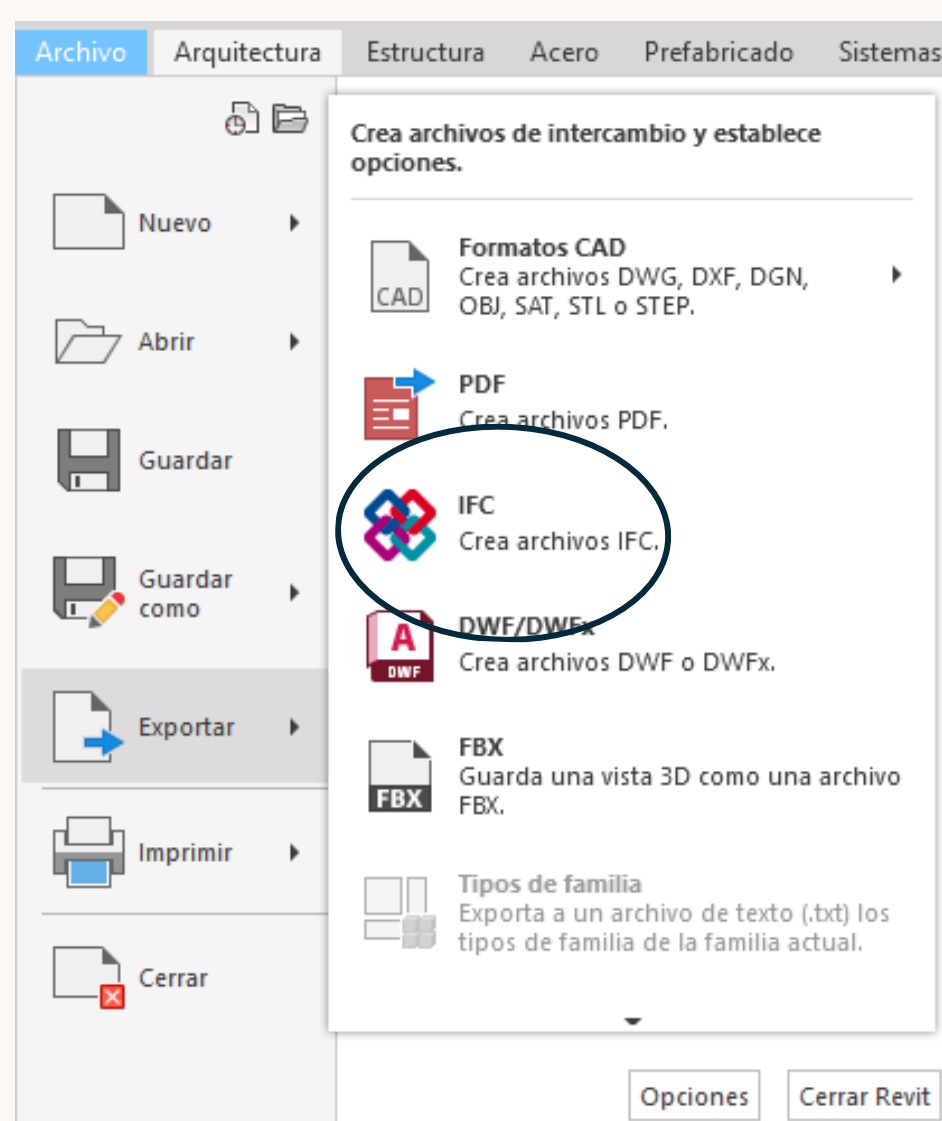 Archivo Arquitectura Estructura Acero Prefabricado Sistemas
Nuevo
Abrir
Guardar
Guardar
como
Exportar
Imprimir
Cerrar
Crea archivos de intercambio y establece
opciones.
CAD
Formatos CAD
Crea archivos DWG, DXF, DGN,
OBJ, SAT, STL o STEP.
PDF
Crea archivos PDF.
IFC
Crea archivos IFC.
A
DWF
DWF/DWFx
Crea archivos DWF o DWFx.
FBX
FBX
Guarda una vista 3D como una archivo
FBX.
Tipos de familia
Exporta a un archivo de texto (.txt) los
tipos de familia de la familia actual.
Opciones Cerrar Revit